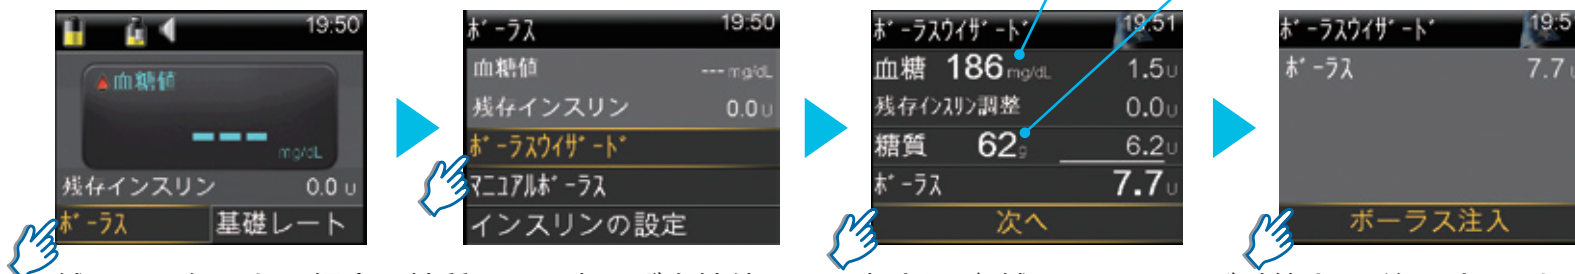 19:50
血糖値
---
mg/dL
残存インスリン 0.0 U
ﾎﾞｰﾗｽ 基礎レート
ﾎﾞｰﾗｽ 19:50
血糖値 --- mg/dL
残存インスリン 0.0 U
ﾎﾞｰﾗｽｳｨｻﾞｰﾄﾞ
ﾏﾆｭｱﾙﾎﾞｰﾗｽ
インスリンの設定
ﾎﾞｰﾗｽｳｨｻﾞｰﾄﾞ 19:51
血糖 186 mg/dL 1.5U
残存ｲﾝｽﾘﾝ調整 0.0U
糖質 62g 6.2U
ﾎﾞｰﾗｽ 7.7U
次へ
ﾎﾞｰﾗｽｳｨｻﾞｰﾄﾞ 19:5
ﾎﾞｰﾗｽ 7.7
ボーラス注入